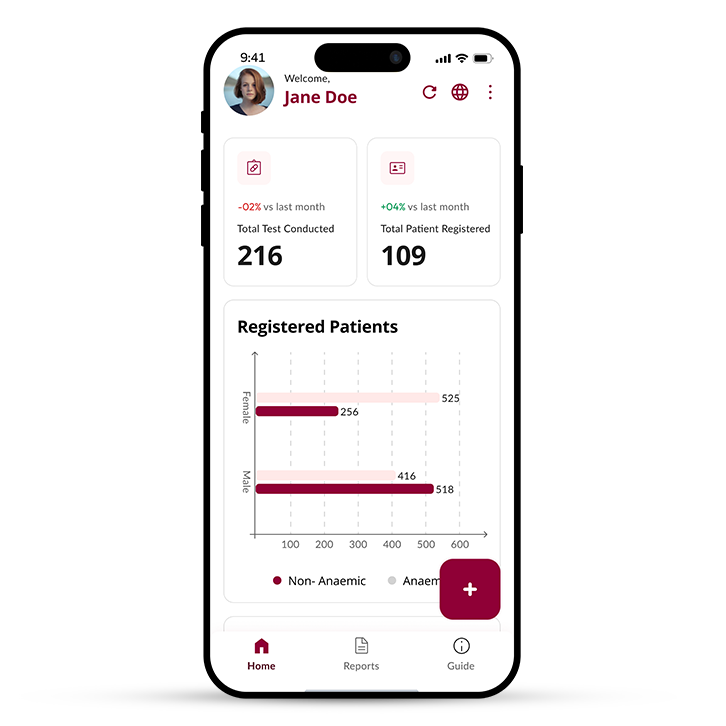 9:41
Welcome,
Jane Doe
-02% vs last month
Total Test Conducted
216
+04% vs last month
Total Patient Registered
109
Registered Patients
Female
525
256
Male
416
518
100 200 300 400 500 600
Non- Anaemic
Anaem
+
Home
Reports
Guide